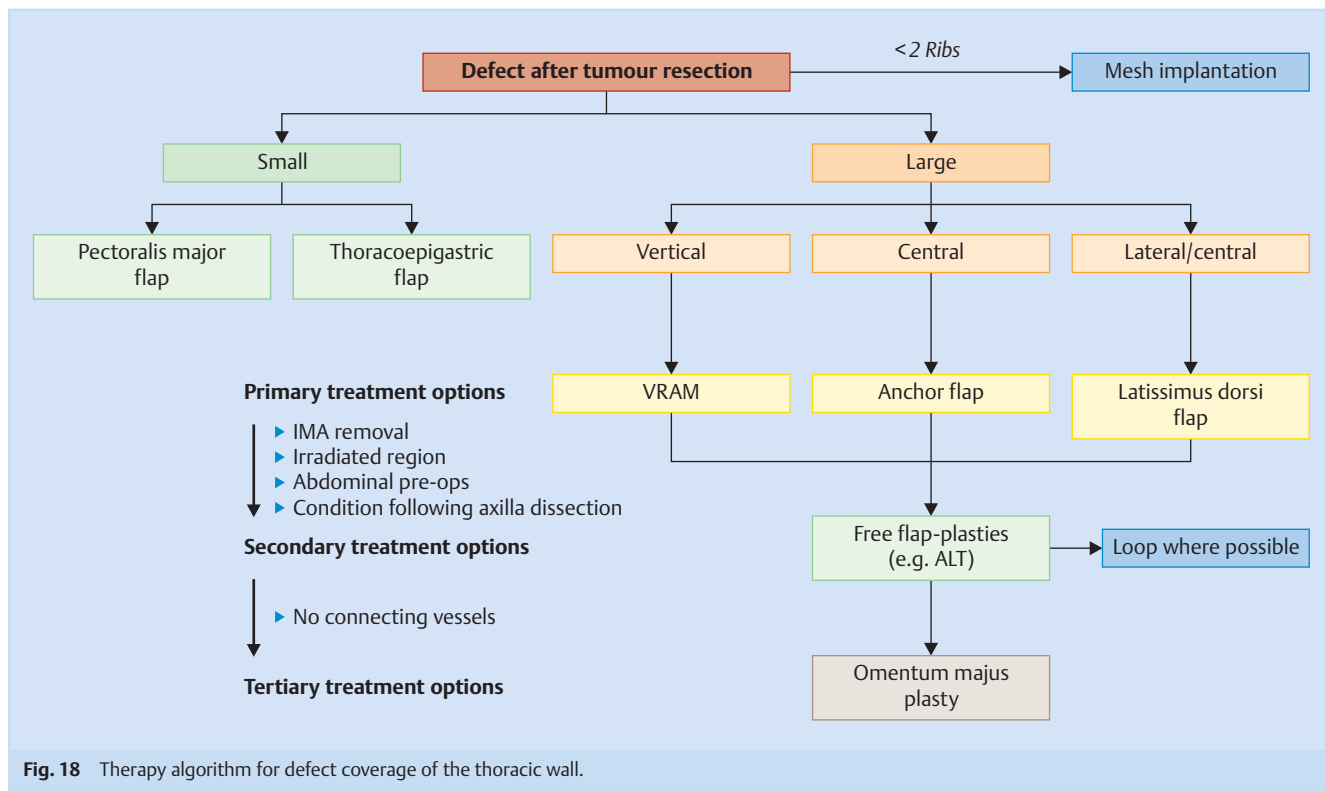 < 2 Ribs
Defect after tumour resection
Mesh implantation
Small
Large
Pectoralis major
flap
Thoracoepigastric
flap
Vertical
Central
Lateral/central
Primary treatment options
VRAM
Anchor flap
Latissimus dorsi
flap
▶ IMA removal
▶ Irradiated region
▶ Abdominal pre-ops
▶ Condition following axilla dissection
Secondary treatment options
Free flap-plasties
(e.g. ALT)
Loop where possible
▶ No connecting vessels
Tertiary treatment options
Omentum majus
plasty
Fig. 18 Therapy algorithm for defect coverage of the thoracic wall.